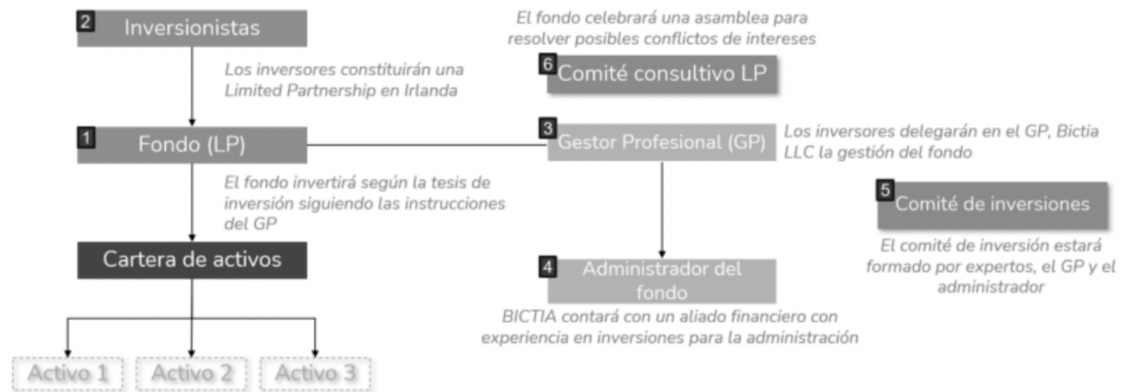 2
Inversionistas
Los inversores constituirán una
Limited Partnership en Irlanda
1
Fondo (LP)
El fondo invertirá según la tesis de
inversión siguiendo las instrucciones
del GP
Cartera de activos
Activo 1
Activo 2
Activo 3
El fondo celebrará una asamblea para
resolver posibles conflictos de intereses
6
Comité consultivo LP
3
Gestor Profesional (GP)
Los inversores delegarán en el GP, Bictia
LLC la gestión del fondo
4
Administrador del
fondo
BICTIA contará con un aliado financiero con
experiencia en inversiones para la administración
5
Comité de inversiones
El comité de inversión estará
formado por expertos, el GP y el
administrador